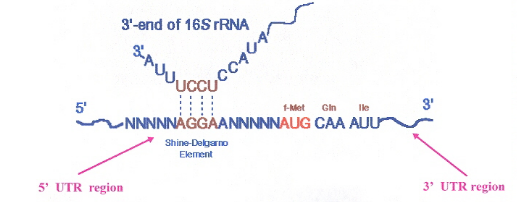 3'-end of 16S rRNA
3'
AUUUCCUCCAUA
f-Met Gln Ile
5' NNNNNAGGAANNNNNAUG CAA AUU 3'
Shine-Delgarno
Element
5' UTR region
3' UTR region